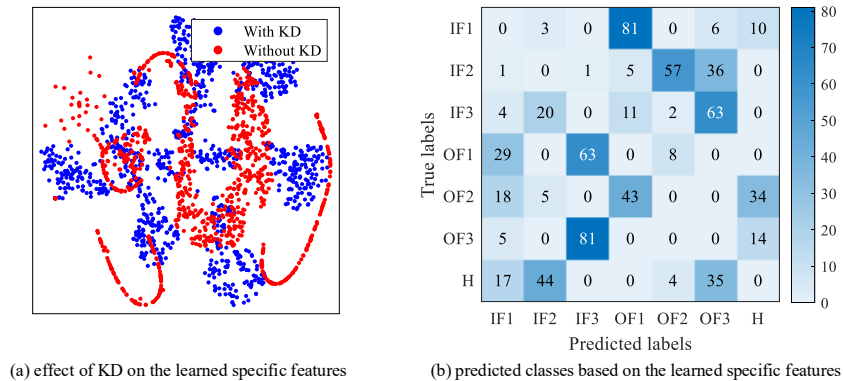 With KD
Without KD
(a) effect of KD on the learned specific features
True labels
IF1 0 3 0 81 0 6 10
IF2 1 0 1 5 57 36 0
IF3 4 20 0 11 2 63 0
OF1 29 0 63 0 8 0 0
OF2 18 5 0 43 0 0 34
OF3 5 0 81 0 0 0 14
H 17 44 0 0 4 35 0
IF1 IF2 IF3 OF1 OF2 OF3 H
Predicted labels
80
70
60
50
40
30
20
10
0
(b) predicted classes based on the learned specific features